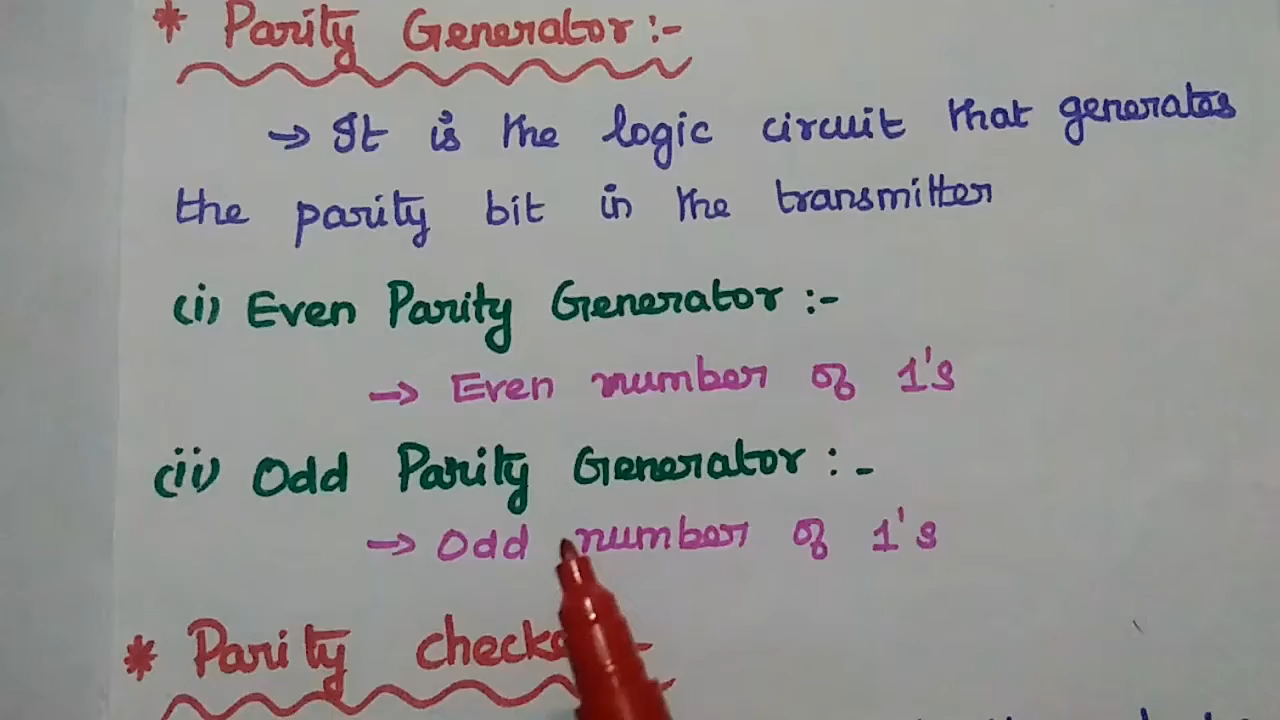 * Parity Generator:-
→ It is the logic circuit that generates
the parity bit in the transmitter
(i) Even Parity Generator :-
→ Even number of 1's
(ii) Odd Parity Generator :-
→ Odd number of 1's
* Parity